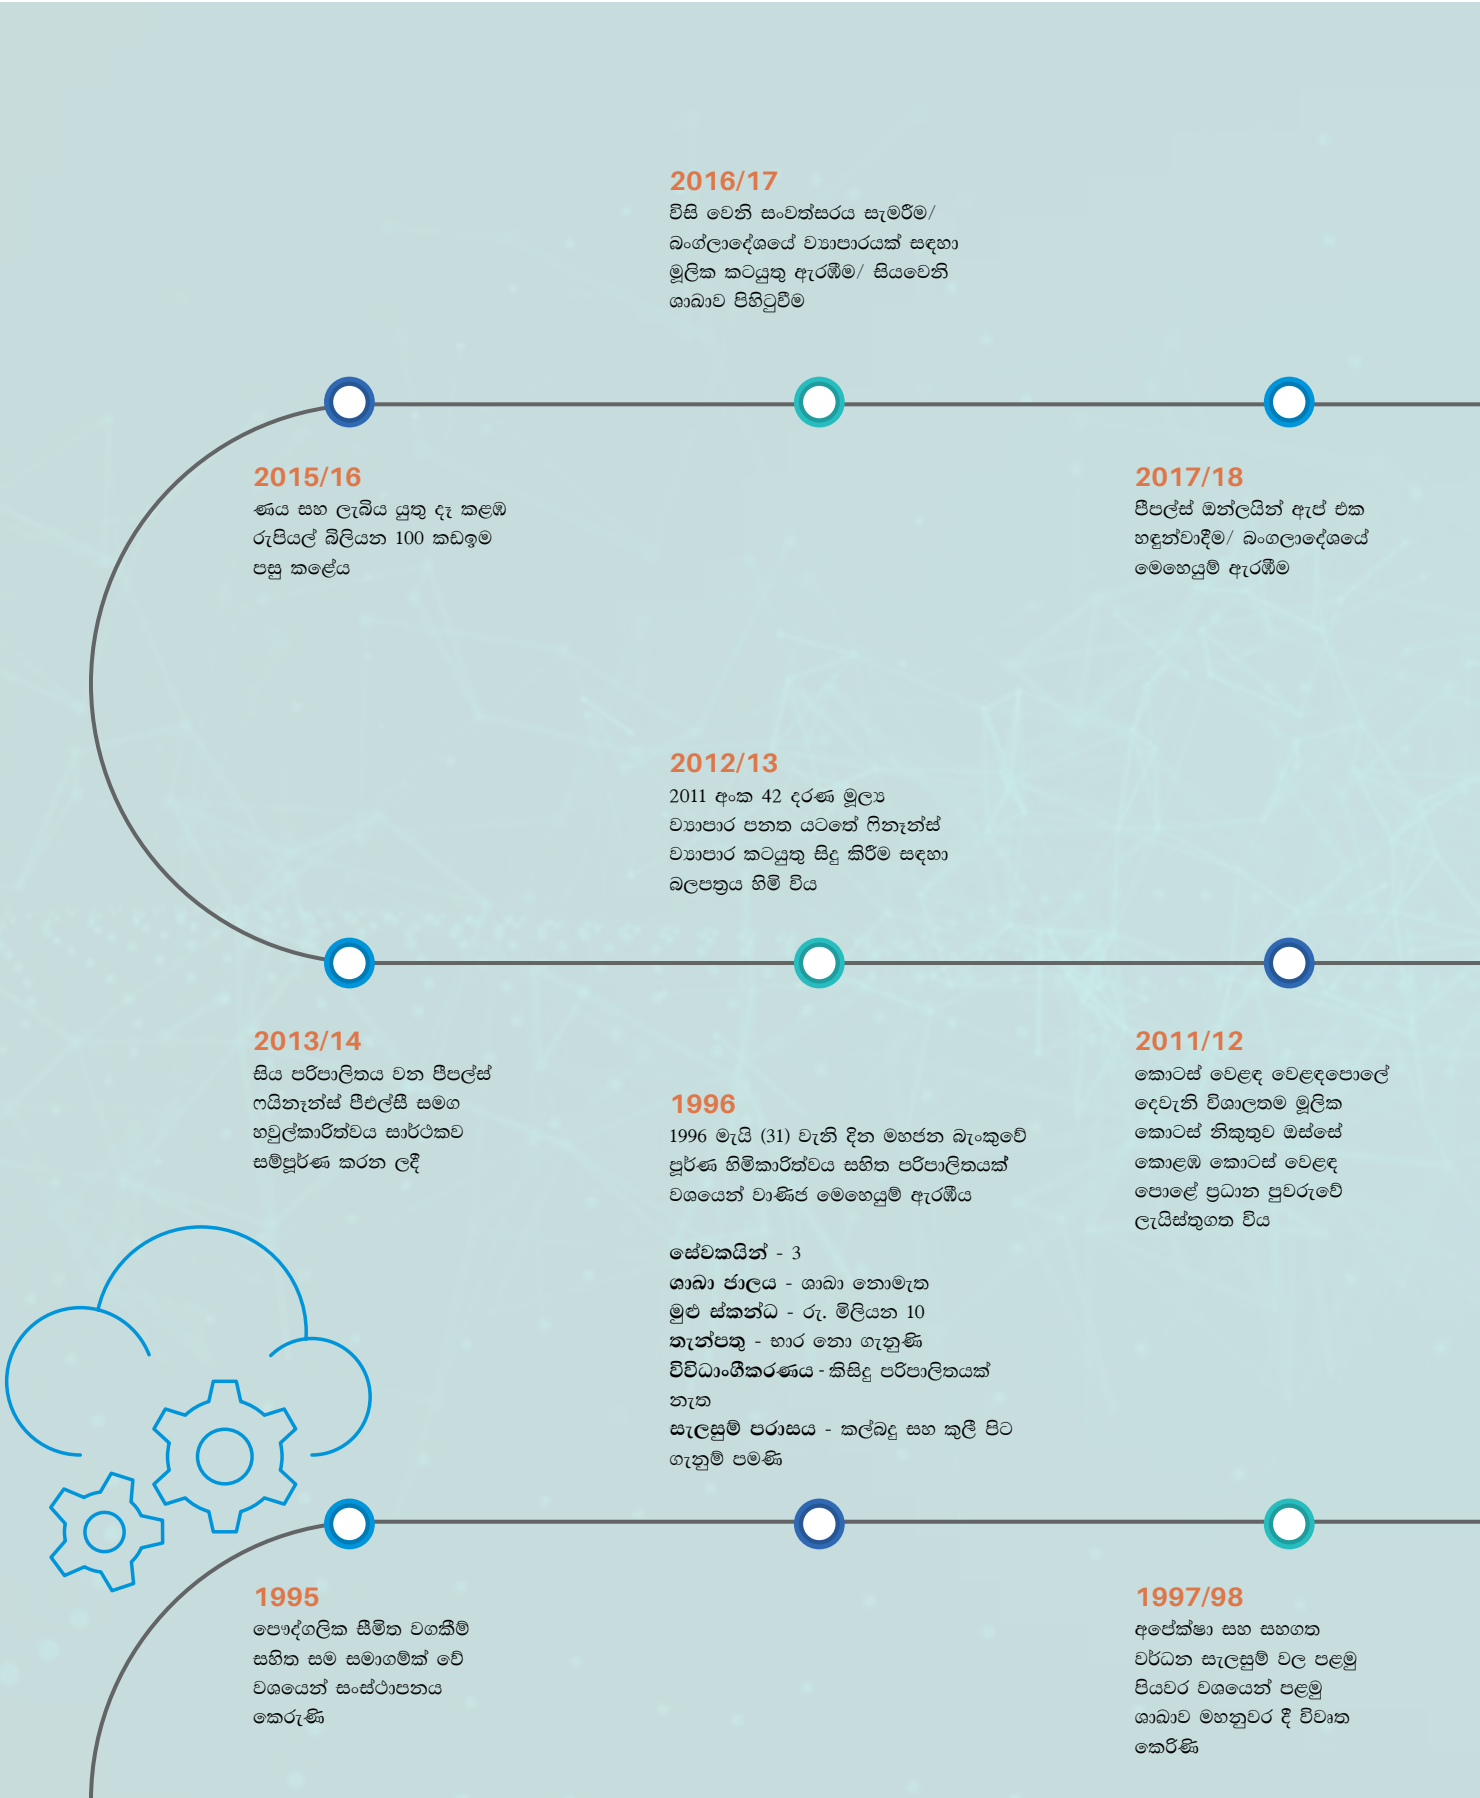 2016/17
විසි වෙනි සංවත්සරය සැමරීම/
බංග්ලාදේශයේ ව්‍යාපාරයක් සඳහා
මූලික කටයුතු ඇරඹීම/ සියවෙනි
ශාඛාව පිහිටුවීම
2015/16
ණය සහ ලැබිය යුතු දෑ කළඹ
රුපියල් බිලියන 100 කඩඉම
පසු කළේය
2017/18
පීපල්ස් ඔන්ලයින් ඇප් එක
හඳුන්වාදීම/ බංගලාදේශයේ
මෙහෙයුම් ඇරඹීම
2012/13
2011 අංක 42 දරණ මූල්‍ය
ව්‍යාපාර පනත යටතේ ෆිනෑන්ස්
ව්‍යාපාර කටයුතු සිදු කිරීම සඳහා
බලපත්‍රය හිමි විය
2013/14
සිය පරිපාලිතය වන පීපල්ස්
ෆයිනෑන්ස් පීඑල්සී සමග
හවුල්කාරිත්වය සාර්ථකව
සම්පූර්ණ කරන ලදී
1996
1996 මැයි (31) වැනි දින මහජන බැංකුවේ
පූර්ණ හිමිකාරිත්වය සහිත පරිපාලිතයක්
වශයෙන් වාණිජ මෙහෙයුම් ඇරඹීය
සේවකයින් - 3
ශාඛා ජාලය - ශාඛා නොමැත
මුළු ස්කන්ධ - රු. මිලියන 10
තැන්පතු - භාර නො ගැනුණි
විවිධාංගීකරණය - කිසිදු පරිපාලිතයක්
නැත
සැලසුම් පරාසය - කල්බදු සහ කුලී පිට
ගැනුම් පමණි
2011/12
කොටස් වෙළඳ වෙළඳපොලේ
දෙවැනි විශාලතම මූලික
කොටස් නිකුතුව ඔස්සේ
කොළඹ කොටස් වෙළඳ
පොළේ ප්‍රධාන පුවරුවේ
ලැයිස්තුගත විය
1995
පෞද්ගලික සීමිත වගකීම්
සහිත සම සමාගම්ක් වේ
වශයෙන් සංස්ථාපනය
කෙරුණි
1997/98
අපේක්ෂා සහ සහගත
වර්ධන සැලසුම් වල පළමු
පියවර වශයෙන් පළමු
ශාඛාව මහනුවර දී විවෘත
කෙරිණි